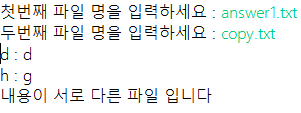 첫번째 파일 명을 입력하세요 : answer1.txt
두번째 파일 명을 입력하세요 : copy.txt
d : d
h : g
내용이 서로 다른 파일 입니다